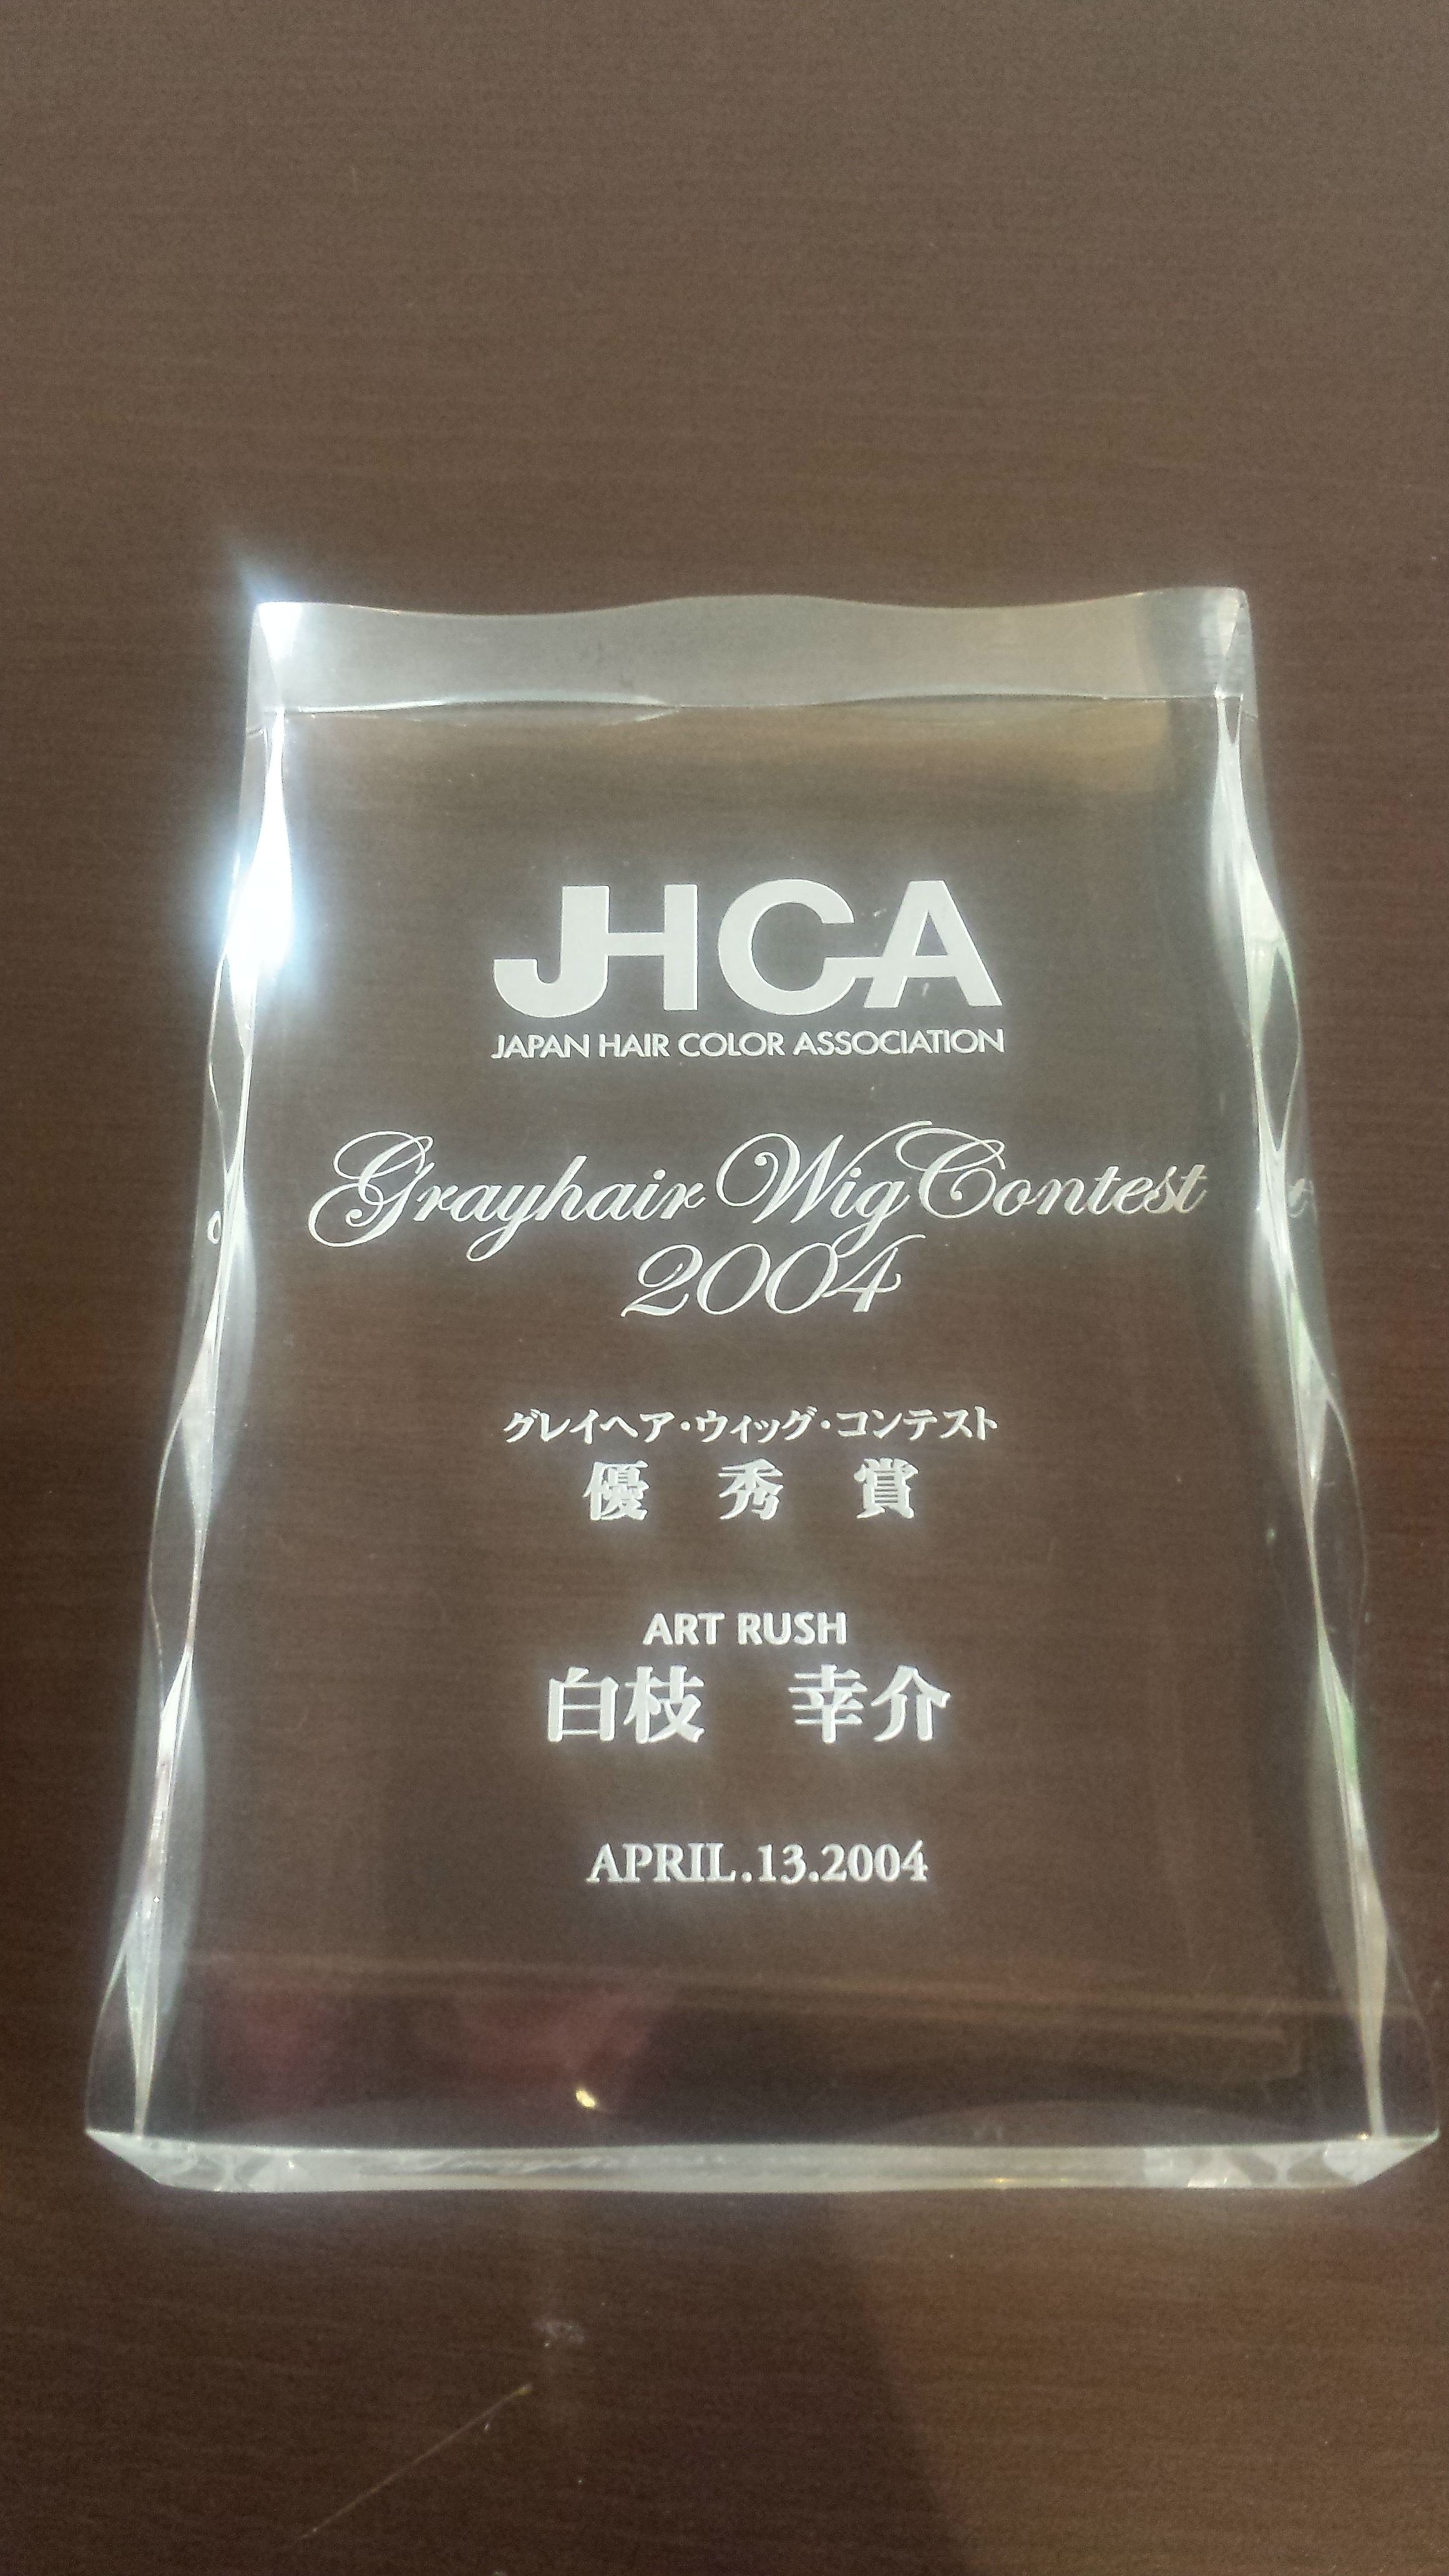 JHCA
JAPAN HAIR COLOR ASSOCIATION
Grayhair Wig Contest
2004
グレイヘア・ウィッグ・コンテスト
優秀賞
ART RUSH
白枝 幸介
APRIL.13.2004